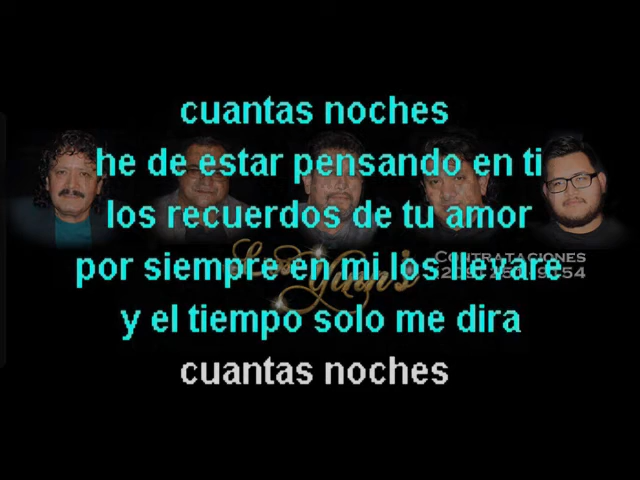 cuantas noches
he de estar pensando en ti
los recuerdos de tu amor
por siempre en mi los llevare
CONTRATACIONES
y el tiempo solo me dira
cuantas noches